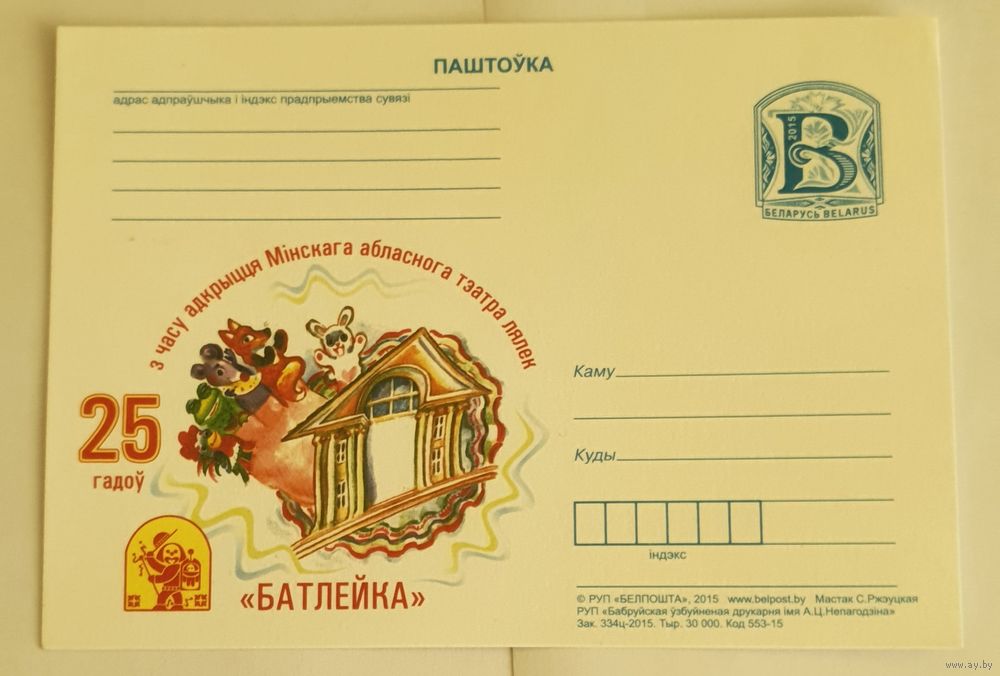 ПАШТОЎКА
адрас адпраўшчыка і індэкс прадпрыемства сувязі
2015
Б
БЕЛАРУСЬ BELARUS
з часу адкрыцця Мінскага абласнога тэатра лялек
25
гадоў
«БАТЛЕЙКА»
Каму
Куды
індэкс
© РУП «БЕЛПОШТА», 2015 www.belpost.by Мастак С.Ржэуцкая
РУП «Бабруйская ўзбуйненая друкарня імя А.Ц.Непагодзіна»
Зак. 334ц-2015. Тыр. 30 000. Код 553-15
www.ay.by